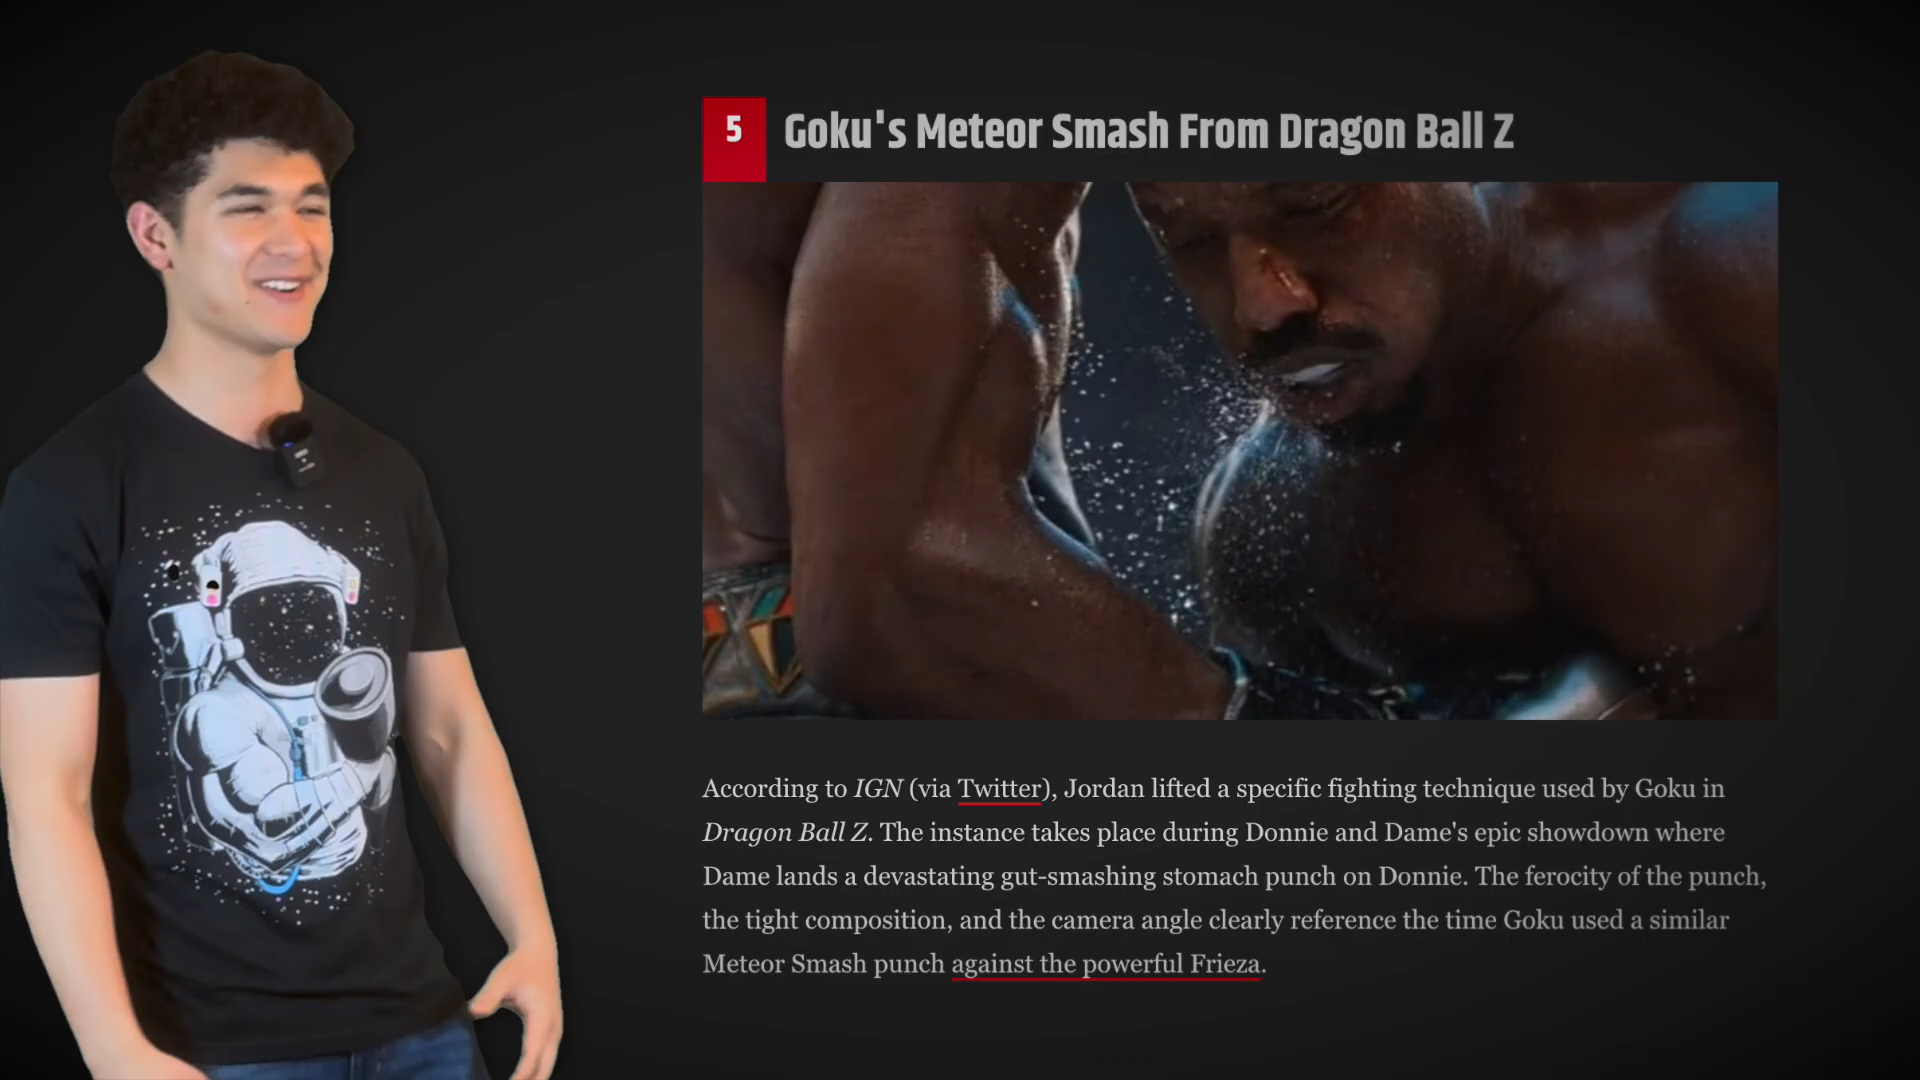 5
Goku's Meteor Smash From Dragon Ball Z
According to IGN (via Twitter), Jordan lifted a specific fighting technique used by Goku in
Dragon Ball Z. The instance takes place during Donnie and Dame's epic showdown where
Dame lands a devastating gut-smashing stomach punch on Donnie. The ferocity of the punch,
the tight composition, and the camera angle clearly reference the time Goku used a similar
Meteor Smash punch against the powerful Frieza.